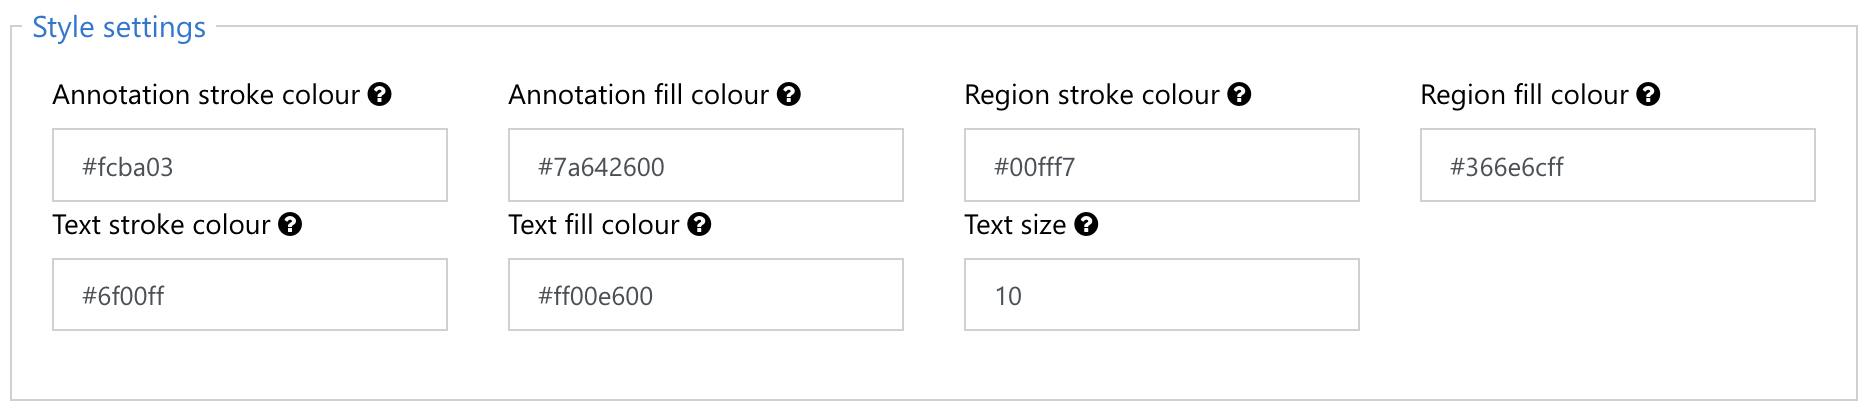 Style settings
Annotation stroke colour Annotation fill colour Region stroke colour Region fill colour
#fcba03 #7a642600 #00fff7 #366e6cff
Text stroke colour Text fill colour Text size
#6f00ff #ff00e600 10